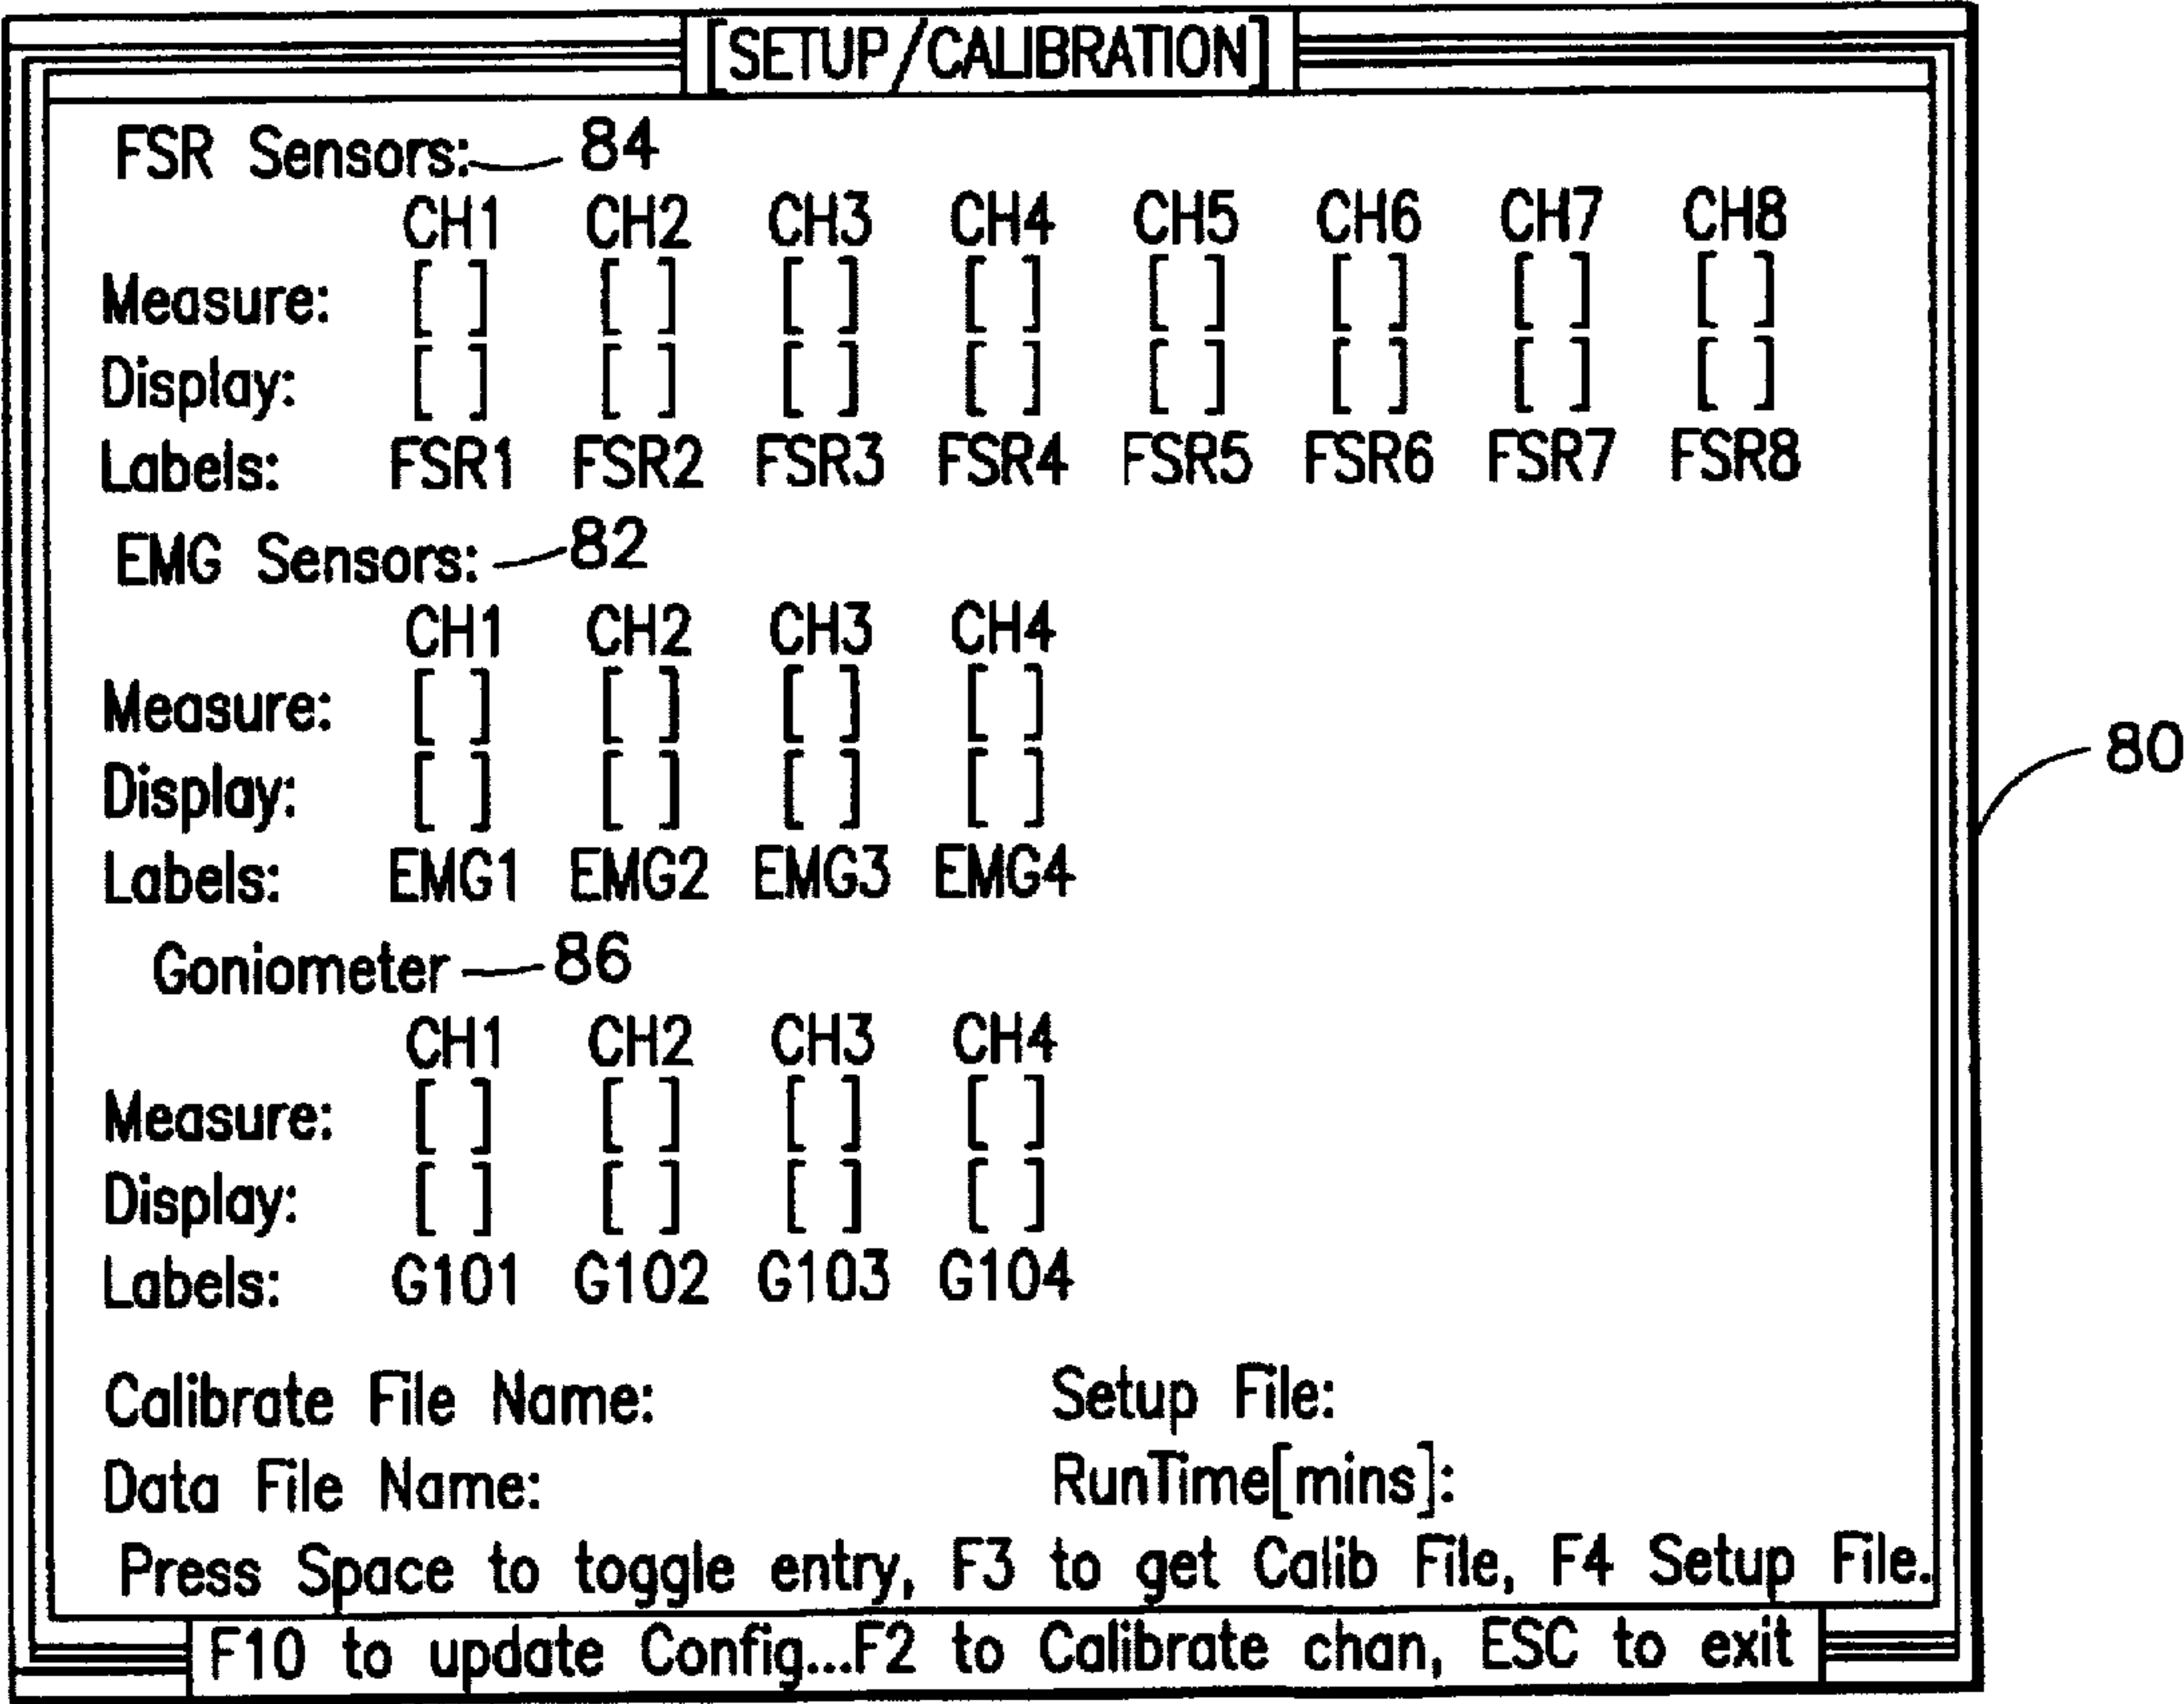 [SETUP/CALIBRATION]
FSR Sensors: 84
CH1 CH2 CH3 CH4 CH5 CH6 CH7 CH8
Measure: [ ] [ ] [ ] [ ] [ ] [ ] [ ] [ ]
Display: [ ] [ ] [ ] [ ] [ ] [ ] [ ] [ ]
Labels: FSR1 FSR2 FSR3 FSR4 FSR5 FSR6 FSR7 FSR8
EMG Sensors: 82
CH1 CH2 CH3 CH4
Measure: [ ] [ ] [ ] [ ]
80
Display: [ ] [ ] [ ] [ ]
Labels: EMG1 EMG2 EMG3 EMG4
Goniometer 86
CH1 CH2 CH3 CH4
Measure: [ ] [ ] [ ] [ ]
Display: [ ] [ ] [ ] [ ]
Labels: G101 G102 G103 G104
Calibrate File Name: Setup File:
Data File Name: RunTime[mins]:
Press Space to toggle entry, F3 to get Calib File, F4 Setup File.
F10 to update Config...F2 to Calibrate chan, ESC to exit